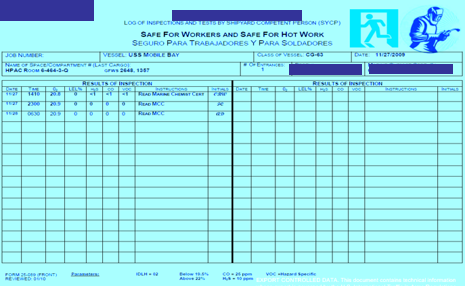 LOG OF INSPECTIONS AND TESTS BY SHIPYARD COMPETENT PERSON (SYCP)
SAFE FOR WORKERS AND SAFE FOR HOT WORK
SEGURO PARA TRABAJADORES Y PARA SOLDADORES
JOB NUMBER: VESSEL: USS MOBILE BAY CLASS OF VESSEL: CG-53 DATE: 11/27/2009
NAME OF SPACE/COMPARTMENT # (LAST CARGO): # OF ENTRANCES:
HPAC ROOM 6-464-3-Q OPWR 2648, 1357 1
RESULTS OF INSPECTION RESULTS OF INSPECTION
DATE TIME O2 LEL% H2S CO VOC INSTRUCTIONS INITIALS DATE TIME O2 LEL% H2S CO VOC INSTRUCTIONS INITIALS
11/27 1410 20.9 0 <1 <1 <1 READ MARINE CHEMIST CERT
11/27 2300 20.9 0 0 0 0 READ MCC
11/28 0630 20.9 0 0 0 0 READ MCC
FORM 25-059 (FRONT) Parameters: IDLH = 02 Below 19.5% CO = 25 ppm VOC =Hazard Specific
REVIEWED: 01/10 Above 22% H2S = 10 ppm